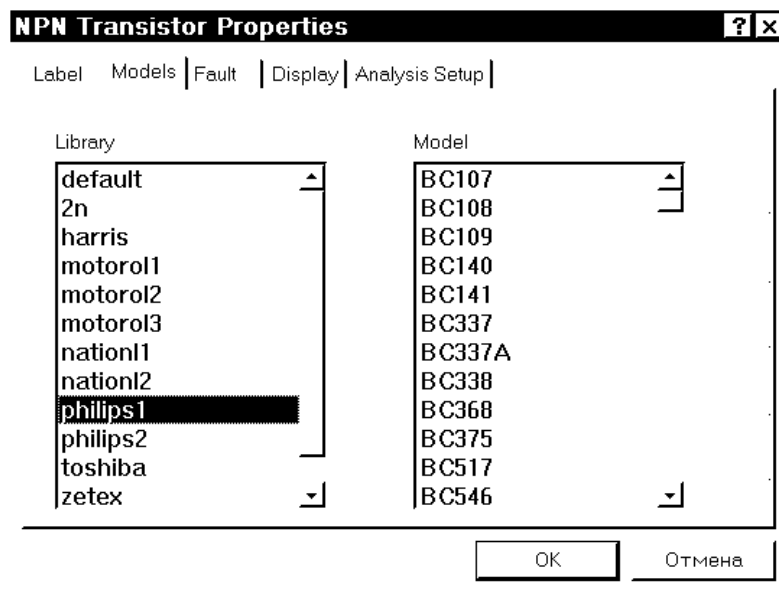 NPN Transistor Properties
Label Models Fault Display Analysis Setup
Library
default
2n
harris
motorol1
motorol2
motorol3
nationl1
nationl2
philips1
philips2
toshiba
zetex
Model
BC107
BC108
BC109
BC140
BC141
BC337
BC337A
BC338
BC368
BC375
BC517
BC546
OK Отмена